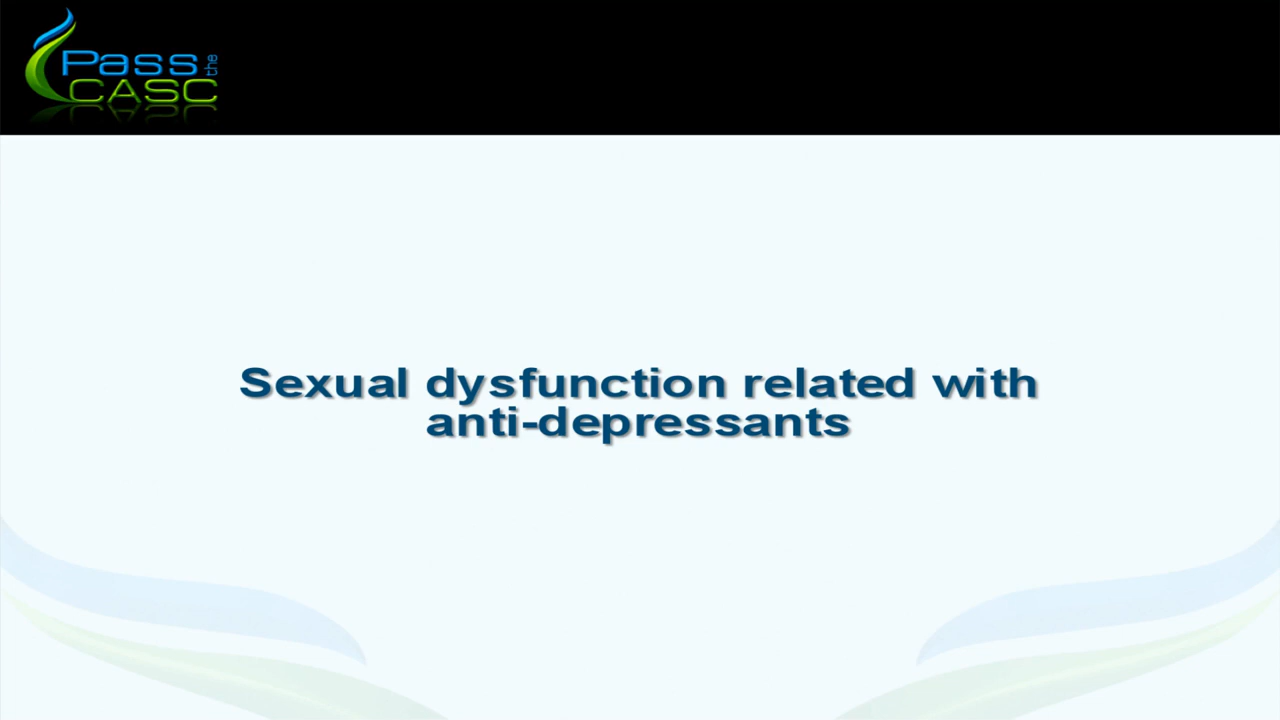 Pass the
CASC
Sexual dysfunction related with
anti-depressants